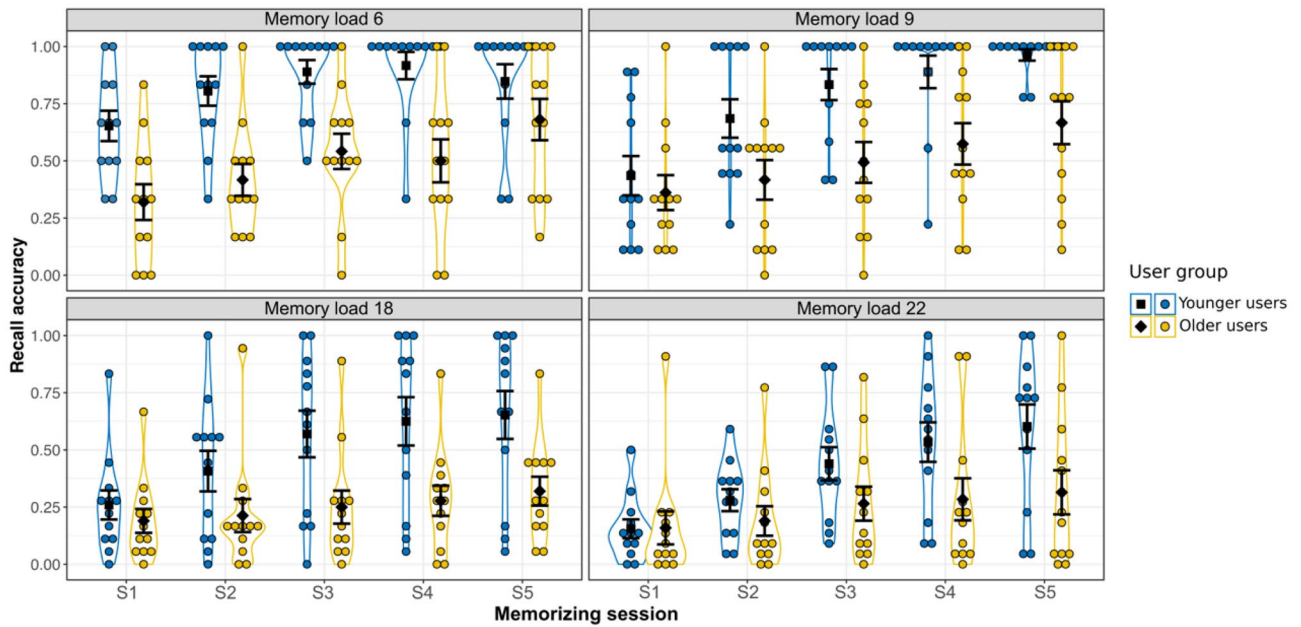 Memory load 6
Memory load 9
1.00
0.75
0.50
0.25
0.00
Memory load 18
Memory load 22
1.00
0.75
0.50
0.25
0.00
S1 S2 S3 S4 S5
S1 S2 S3 S4 S5
Recall accuracy
Memorizing session
User group
Younger users
Older users